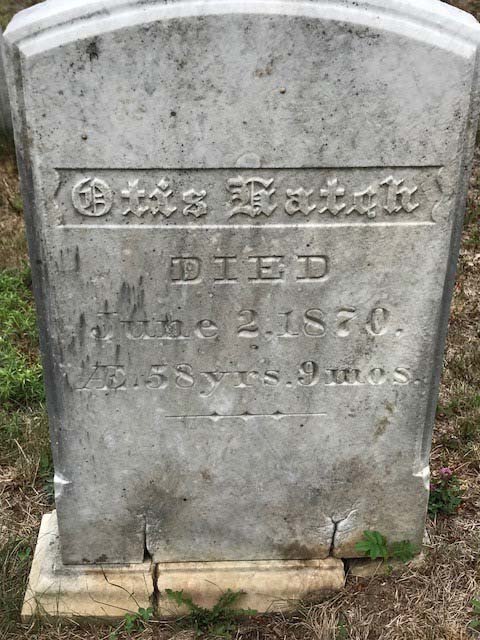 Otis Hatch
DIED
June 2, 1870.
Æ. 58 yrs. 9 mos.